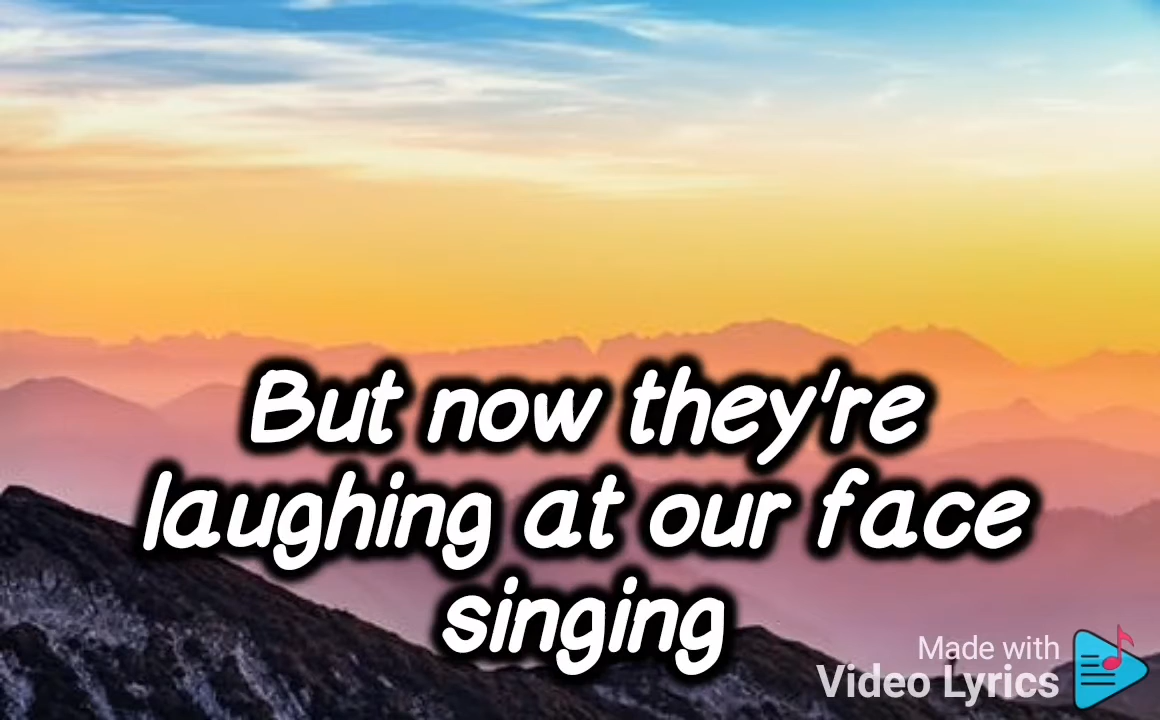 But now they're
laughing at our face
singing
Made with
Video Lyrics